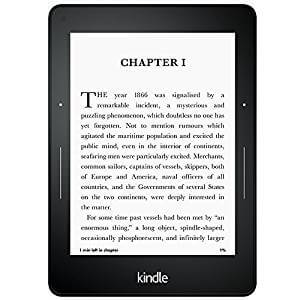 CHAPTER I
THE year 1866 was signalised by a
remarkable incident, a mysterious and
puzzling phenomenon, which doubtless no one has
yet forgotten. Not to mention rumours which
agitated the maritime population and excited the
public mind, even in the interior of continents,
seafaring men were particularly excited. Merchants,
common sailors, captains of vessels, skippers, both
of Europe and America, naval officers of all
countries, and the Governments of several States
on the two continents, were deeply interested in
the matter.
For some time past vessels had been met by "an
enormous thing," a long object, spindle-shaped,
occasionally phosphorescent, and infinitely larger
1 min left in chapter 1%
kindle